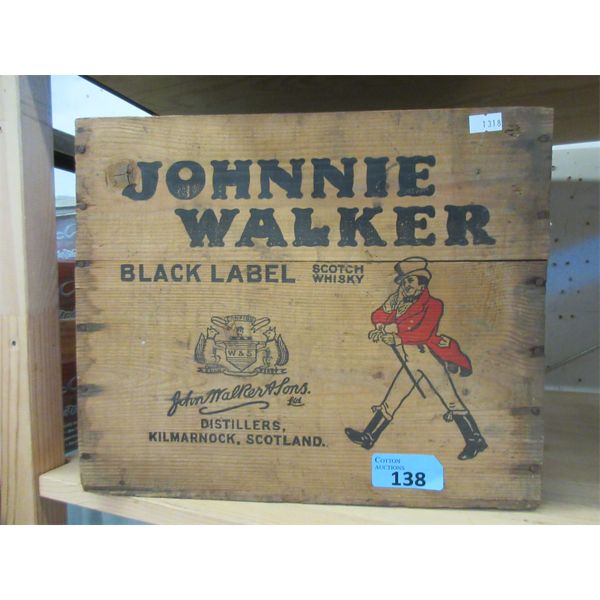 1318
JOHNNIE
WALKER
BLACK LABEL SCOTCH WHISKY
W&S
John Walker & Sons. Ltd
DISTILLERS,
KILMARNOCK, SCOTLAND.
COTTON
AUCTIONS
138